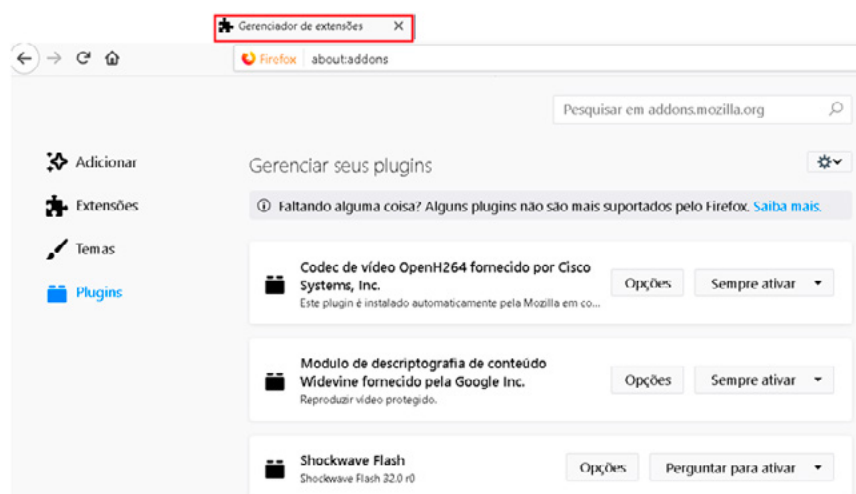 Gerenciador de extensões
Firefox about:addons
Pesquisar em addons.mozilla.org
Adicionar
Extensões
Temas
Plugins
Gerenciar seus plugins
Faltando alguma coisa? Alguns plugins não são mais suportados pelo Firefox. Saiba mais.
Codec de vídeo OpenH264 fornecido por Cisco
Systems, Inc.
Este plugin é instalado automaticamente pela Mozilla em co...
Opções
Sempre ativar
Modulo de descriptografia de conteúdo
Widevine fornecido pela Google Inc.
Reproduzir vídeo protegido.
Opções
Sempre ativar
Shockwave Flash
Shockwave Flash 32.0 r0
Opções
Perguntar para ativar